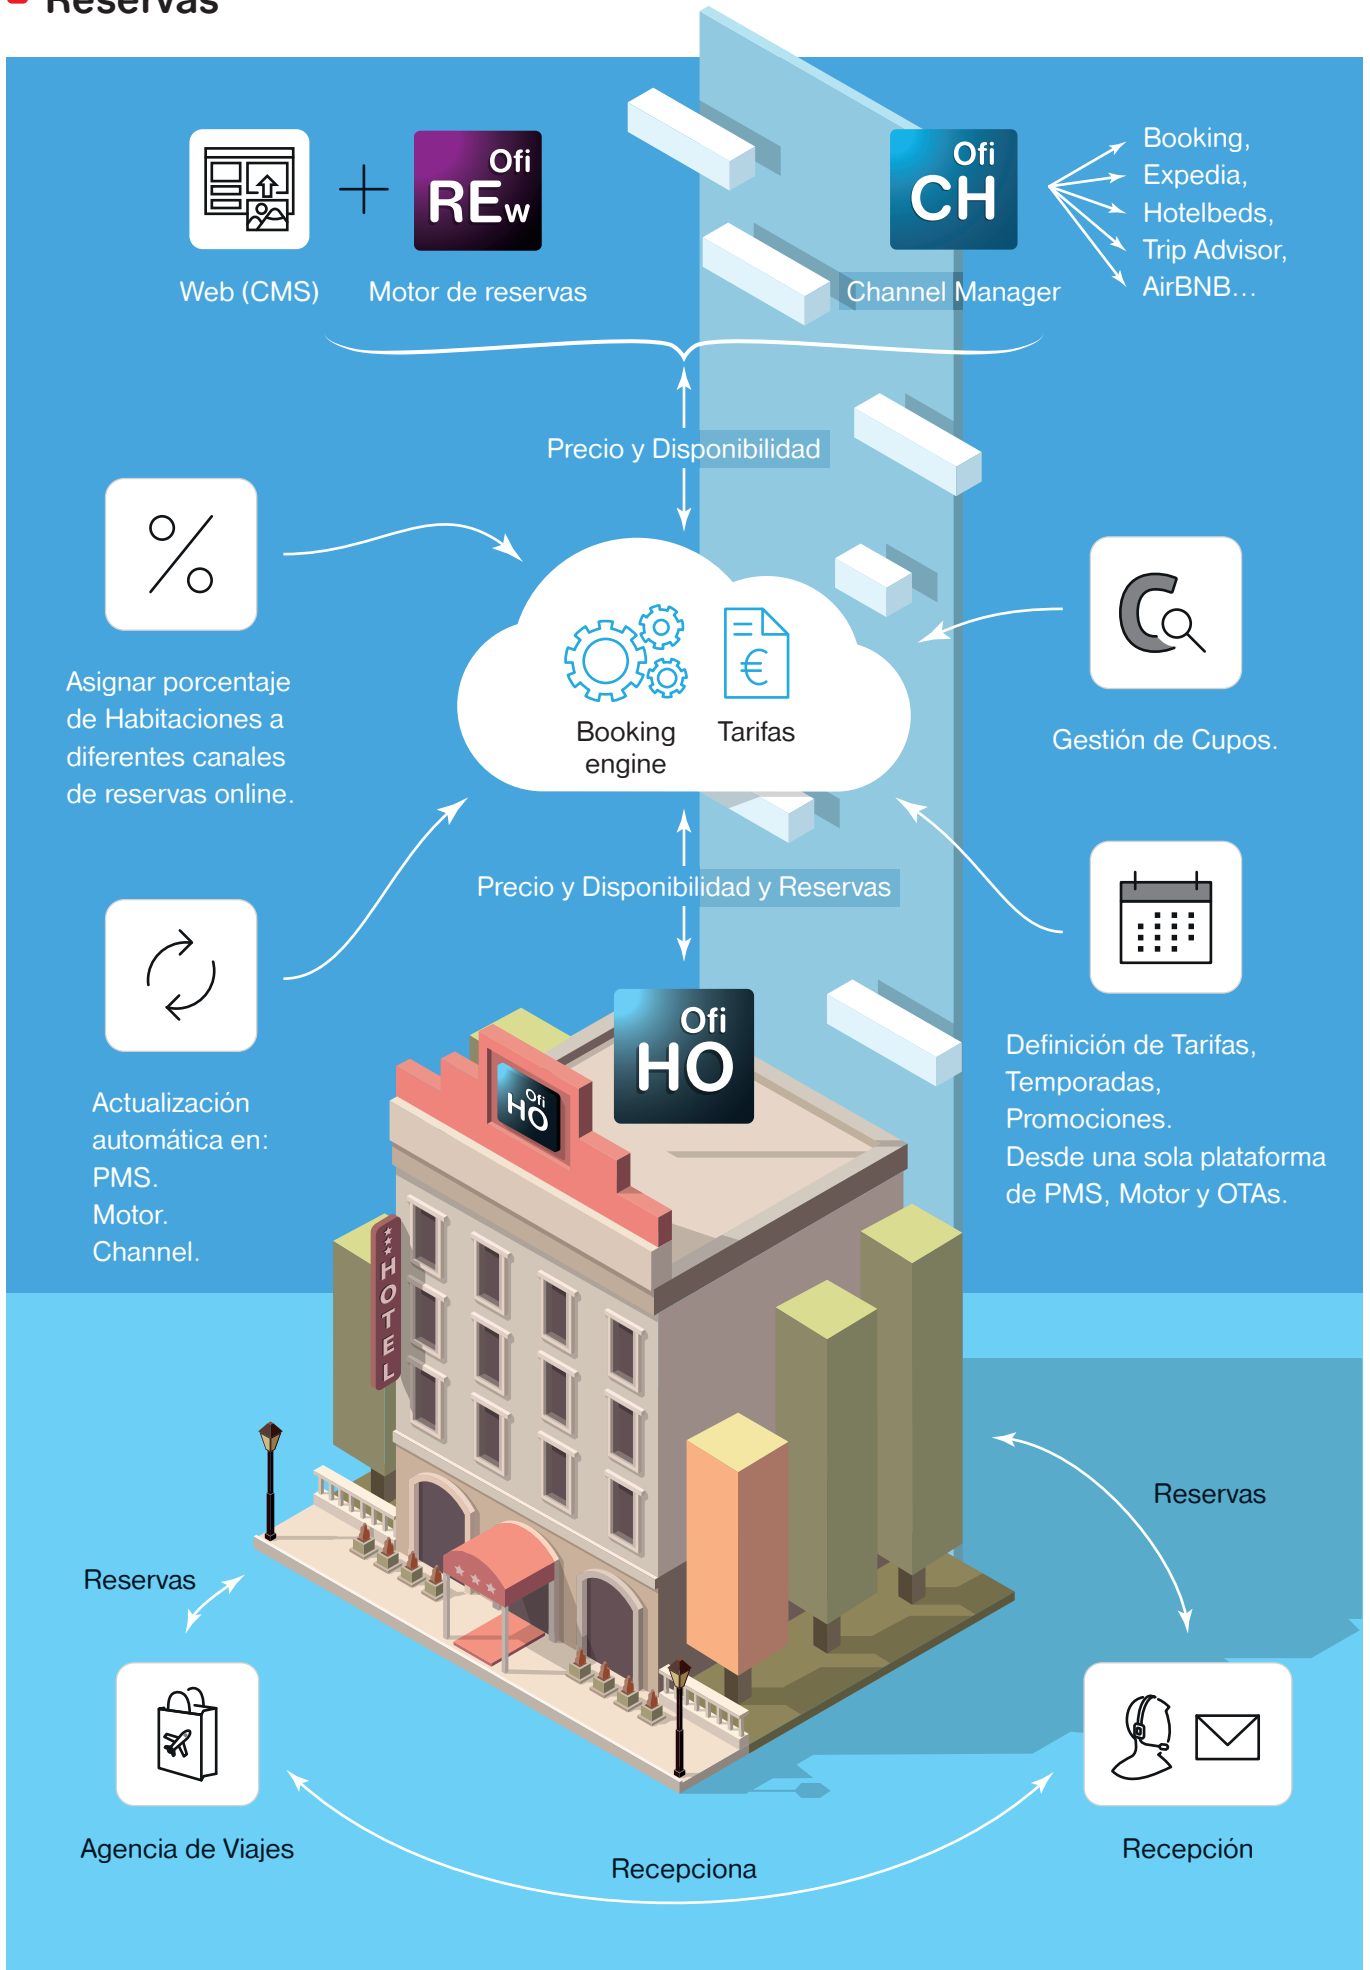 Reservas
Ofi
REw
Ofi
CH
Booking,
Expedia,
Hotelbeds,
Trip Advisor,
AirBNB...
Web (CMS)
Motor de reservas
Channel Manager
Precio y Disponibilidad
Asignar porcentaje
de Habitaciones a
diferentes canales
de reservas online.
Booking
engine
Tarifas
€
Gestión de Cupos.
Precio y Disponibilidad y Reservas
Actualización
automática en:
PMS.
Motor.
Channel.
Ofi
HO
Ofi
HO
Definición de Tarifas,
Temporadas,
Promociones.
Desde una sola plataforma
de PMS, Motor y OTAs.
HOTEL
Reservas
Reservas
Agencia de Viajes
Recepciona
Recepción